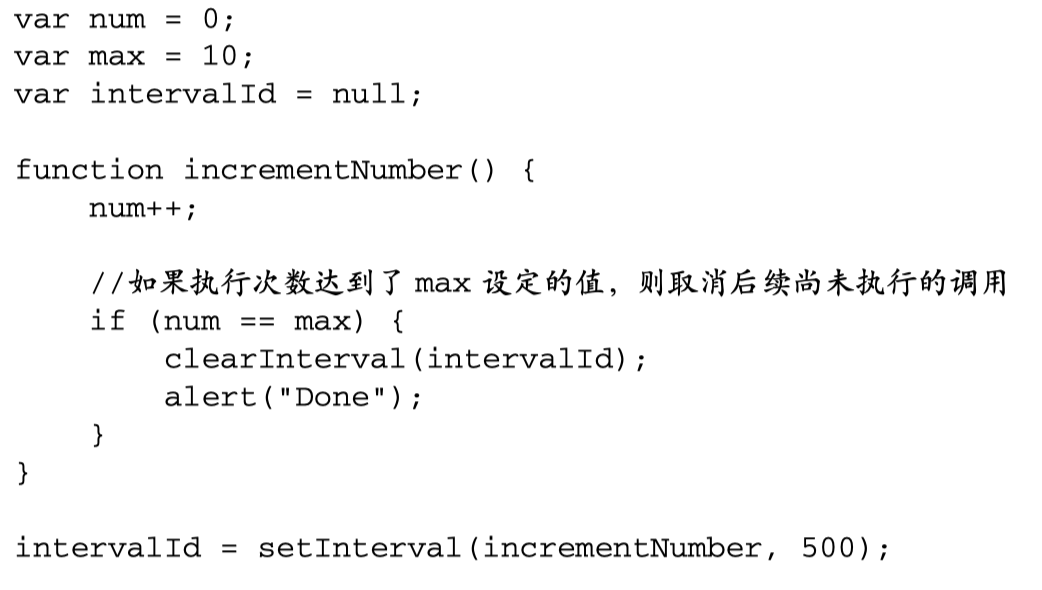 var num = 0;
var max = 10;
var intervalId = null;

function incrementNumber() {
    num++;

    //如果执行次数达到了 max 设定的值，则取消后续尚未执行的调用
    if (num == max) {
        clearInterval(intervalId);
        alert("Done");
    }
}

intervalId = setInterval(incrementNumber, 500);